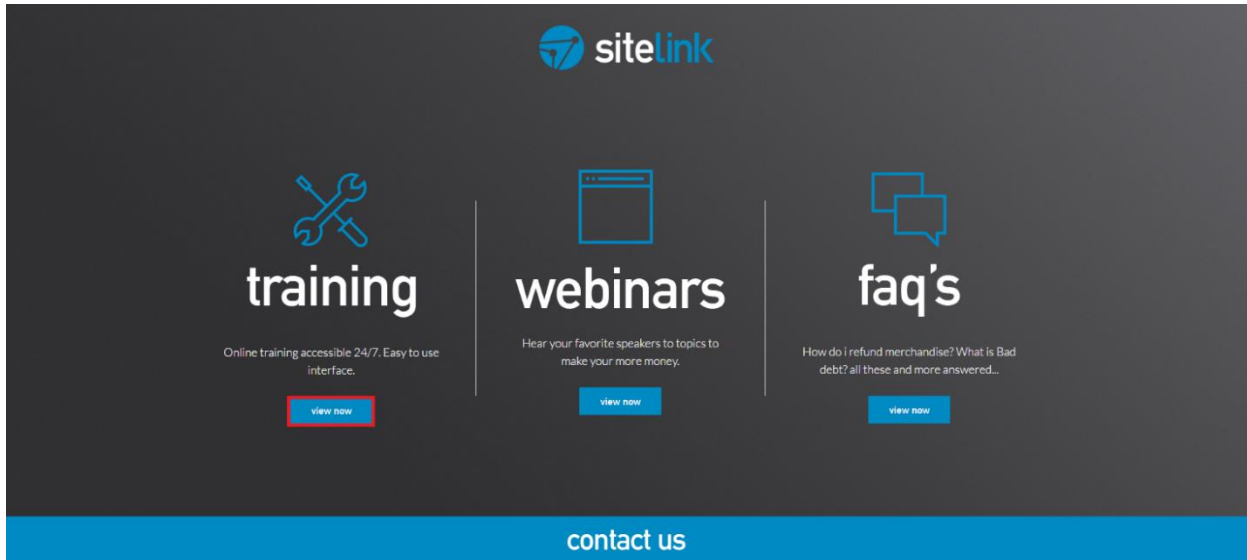 sitelink
training
Online training accessible 24/7. Easy to use
interface.
view now
webinars
Hear your favorite speakers to topics to
make your more money.
view now
faq's
How do i refund merchandise? What is Bad
debt? all these and more answered...
view now
contact us